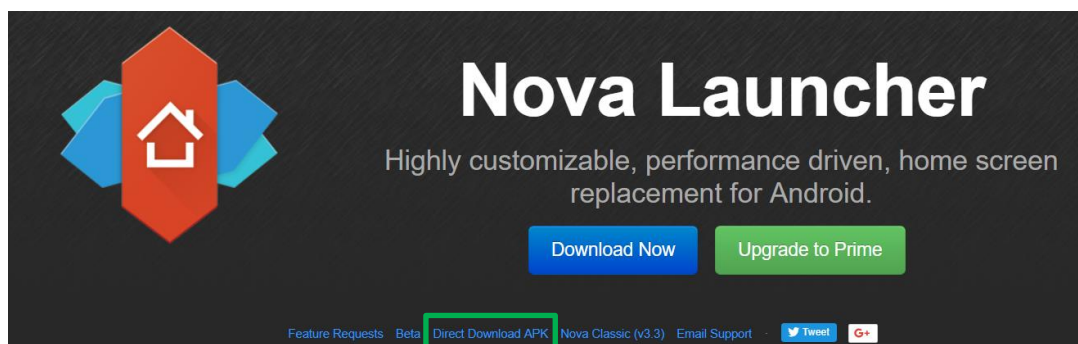 Nova Launcher
Highly customizable, performance driven, home screen
replacement for Android.
Download Now Upgrade to Prime
Feature Requests Beta Direct Download APK Nova Classic (v3.3) Email Support - Tweet G+